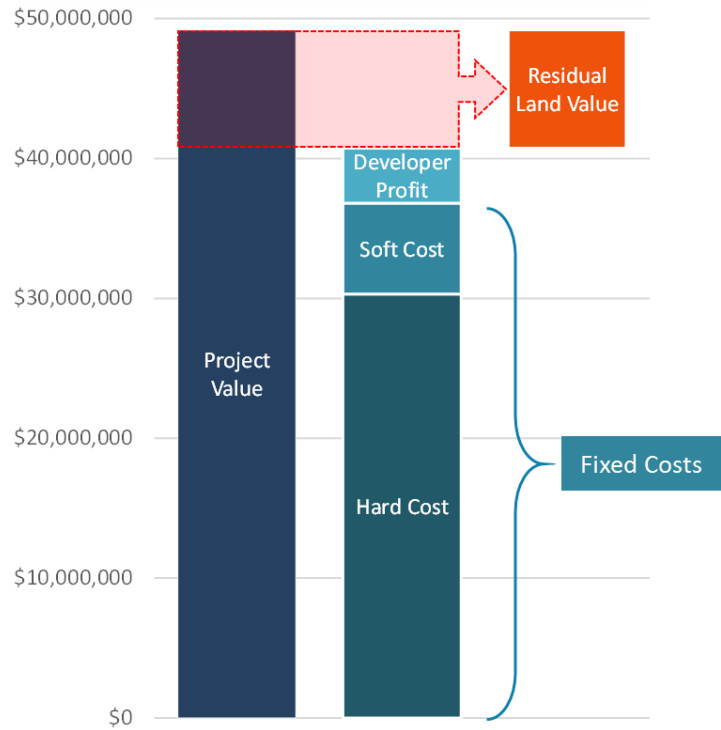 $50,000,000
Residual
Land Value
$40,000,000
Developer
Profit
Soft Cost
$30,000,000
Project
Value
$20,000,000
Fixed Costs
Hard Cost
$10,000,000
$0